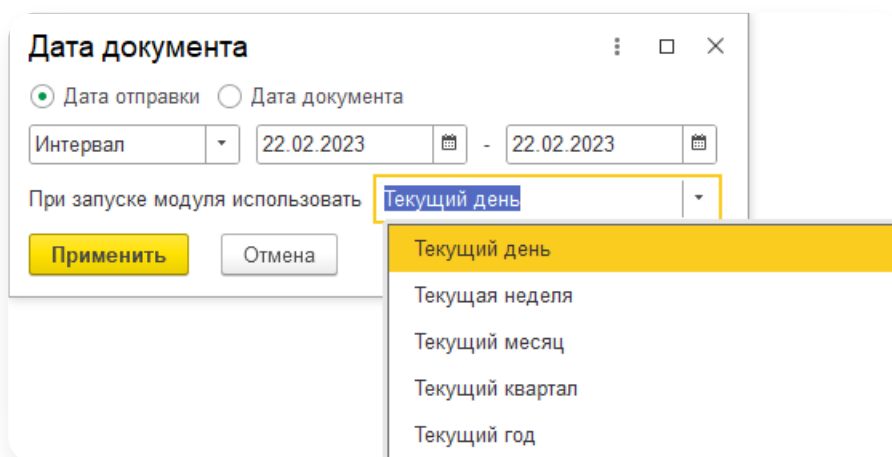 Дата документа
Дата отправки Дата документа
Интервал 22.02.2023 - 22.02.2023
При запуске модуля использовать Текущий день
Применить Отмена
Текущий день
Текущая неделя
Текущий месяц
Текущий квартал
Текущий год